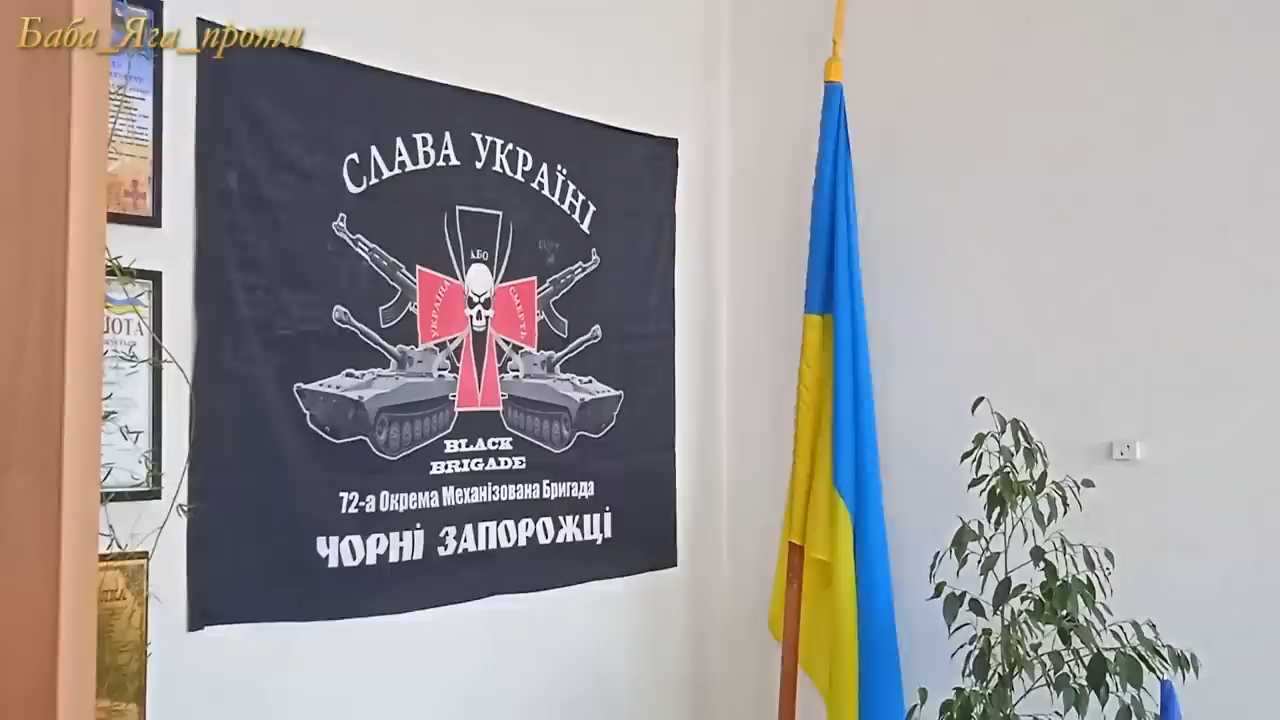 Баба_Яга_проти
СЛАВА УКРАЇНІ
АБО
УКРАЇНА
СМЕРТЬ
BLACK
BRIGADE
72-а Окрема Механізована Бригада
ЧОРНІ ЗАПОРОЖЦІ